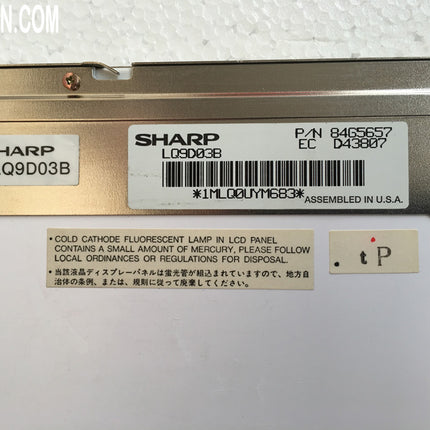 N.COM
SHARP
LQ9D03B
SHARP
LQ9D03B
P/N 84G5657
EC D43807
*1MLQ0UYM683*
ASSEMBLED IN U.S.A.
• COLD CATHODE FLUORESCENT LAMP IN LCD PANEL
CONTAINS A SMALL AMOUNT OF MERCURY, PLEASE FOLLOW
LOCAL ORDINANCES OR REGULATIONS FOR DISPOSAL.
• 当該液晶ディスプレーパネルは蛍光管が組込まれていますので、地方
自治体の条例、または、規則に従って廃棄ください。
.tP